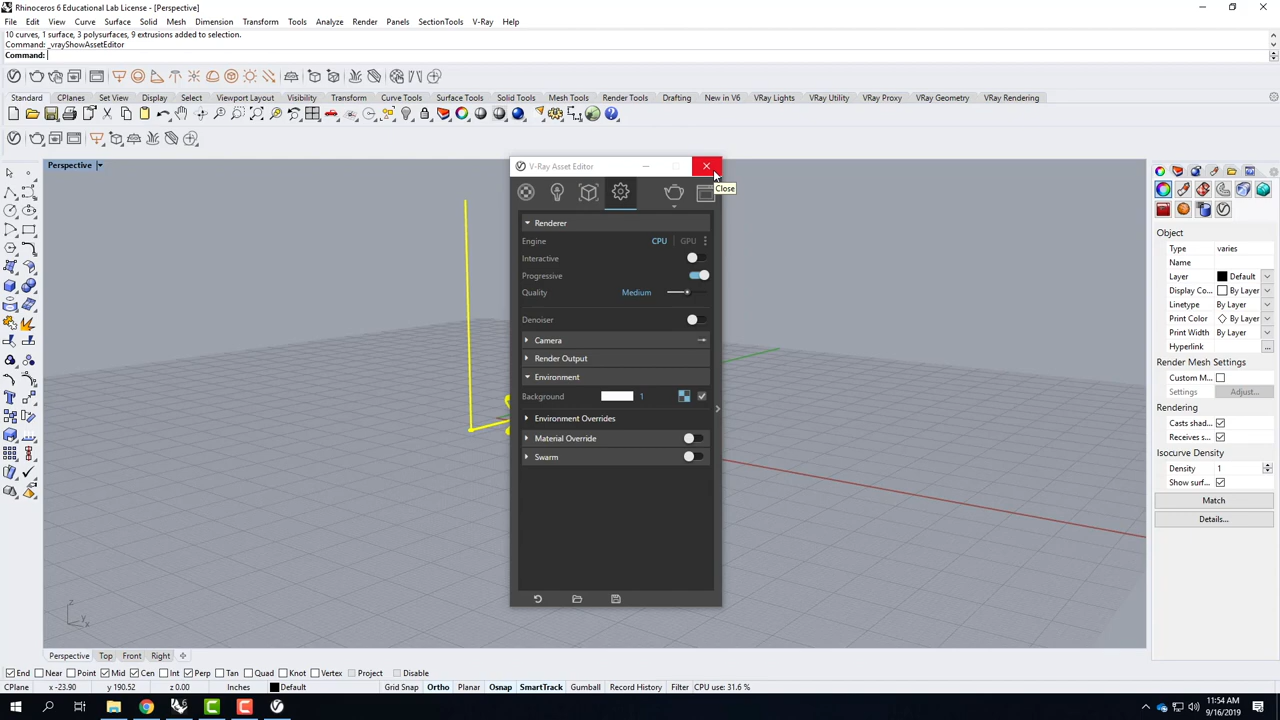 Rhinoceros 6 Educational Lab License - [Perspective]
File Edit View Curve Surface Solid Mesh Dimension Transform Tools Analyze Render Panels SectionTools V-Ray Help
10 curves, 1 surface, 3 polysurfaces, 9 extrusions added to selection.
Command: _vrayShowAssetEditor
Command:
Standard CPlanes Set View Display Select Viewport Layout Visibility Transform Curve Tools Surface Tools Solid Tools Mesh Tools Render Tools Drafting New in V6 VRay Lights VRay Utility VRay Proxy VRay Geometry VRay Rendering
Perspective
V-Ray Asset Editor
Close
Renderer
Engine CPU GPU
Interactive
Progressive
Quality Medium
Denoiser
Camera
Render Output
Environment
Background 1
Environment Overrides
Material Override
Swarm
Object
Type varies
Name
Layer Default
Display Co... By Layer
Linetype By Layer
Print Color By Layer
Print Width By Layer
Hyperlink ...
Render Mesh Settings
Custom M...
Settings Adjust...
Rendering
Casts shad...
Receives s...
Isocurve Density
Density 1
Show surf...
Match
Details...
z
y
x
Perspective Top Front Right
End Near Point Mid Cen Int Perp Tan Quad Knot Vertex Project Disable
CPlane x -23.90 y 190.52 z 0.00 Inches Default Grid Snap Ortho Planar Osnap SmartTrack Gumball Record History Filter CPU use: 31.6 %
11:54 AM
9/16/2019